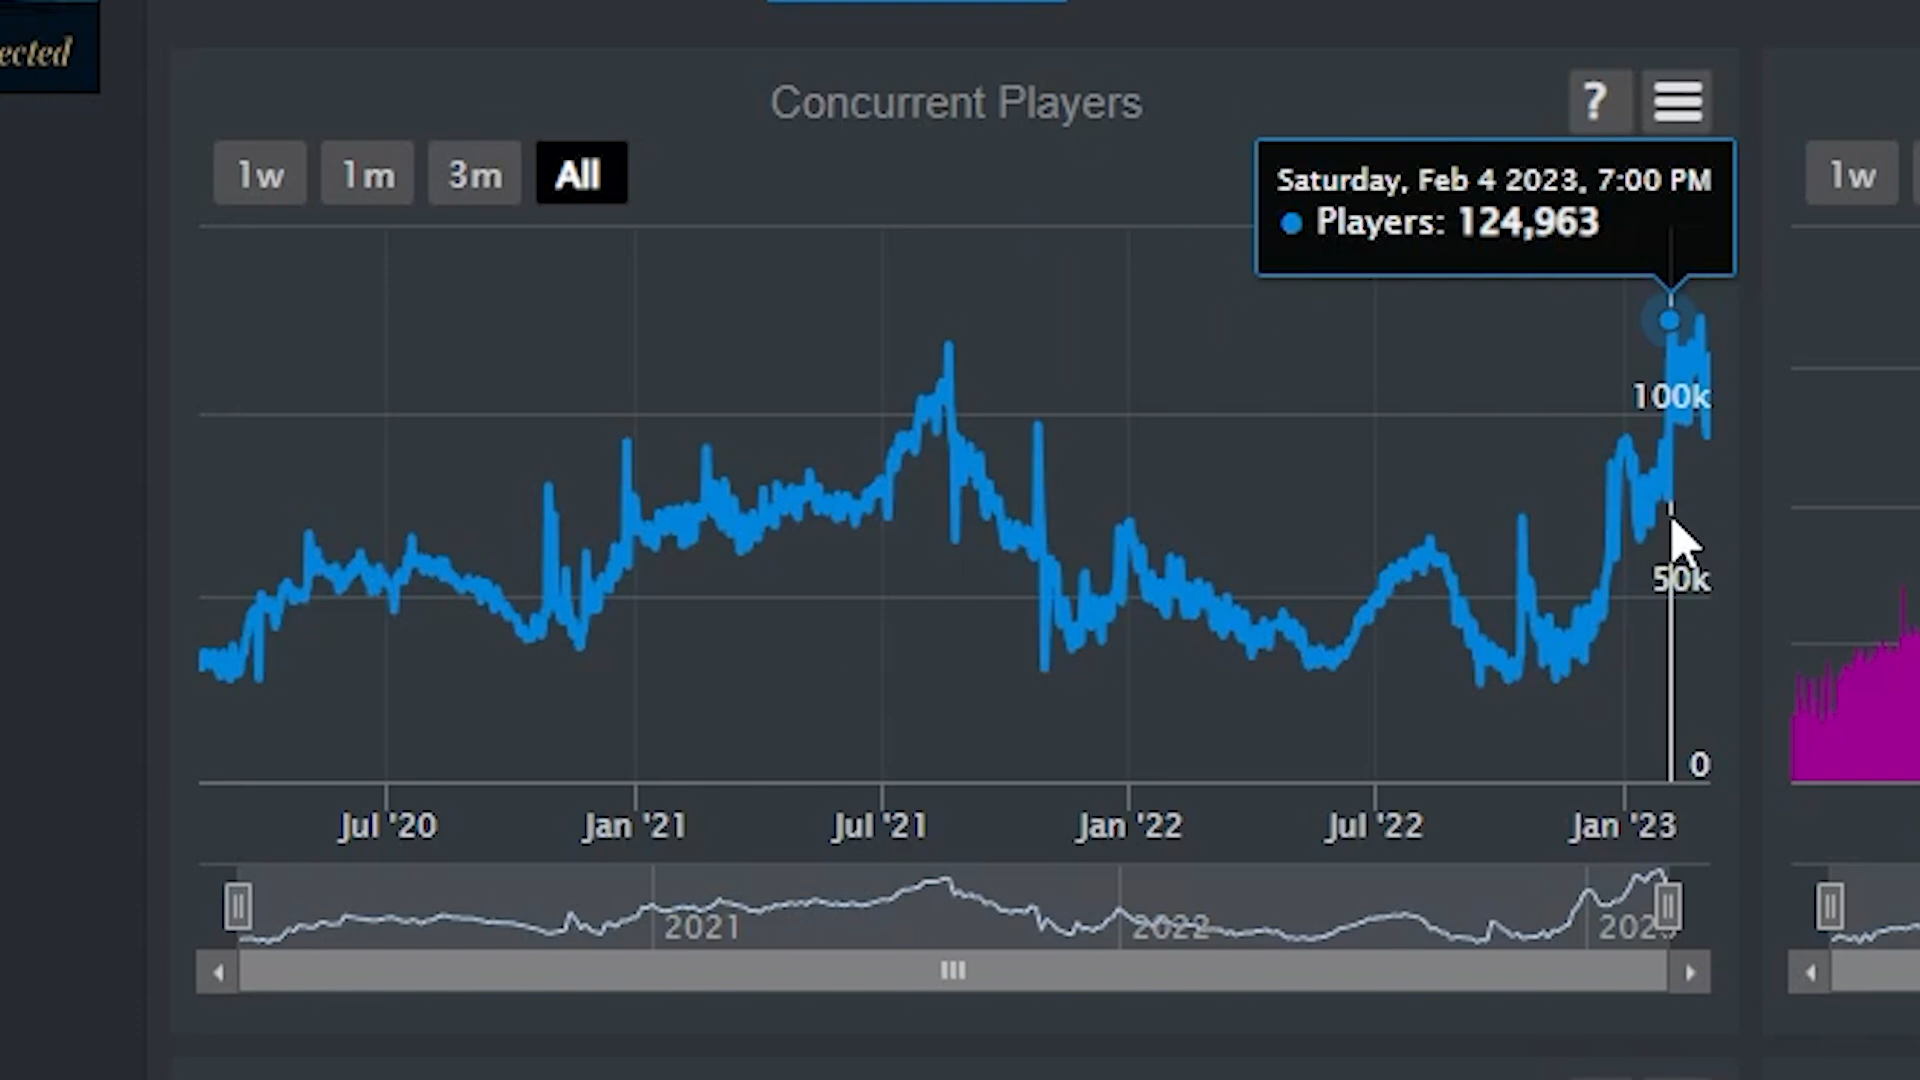 ected
Concurrent Players
?
1w 1m 3m All
1w
Saturday, Feb 4 2023, 7:00 PM
Players: 124,963
100k
50k
0
Jul '20 Jan '21 Jul '21 Jan '22 Jul '22 Jan '23
2021 2022